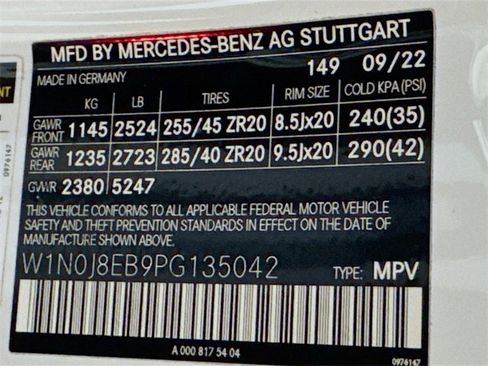 MFD BY MERCEDES-BENZ AG STUTTGART
MADE IN GERMANY 149 09/22
KG LB TIRES RIM SIZE COLD KPA (PSI)
GAWR FRONT 1145 2524 255/45 ZR20 8.5Jx20 240(35)
GAWR REAR 1235 2723 285/40 ZR20 9.5Jx20 290(42)
GVWR 2380 5247
THIS VEHICLE CONFORMS TO ALL APPLICABLE FEDERAL MOTOR VEHICLE
SAFETY AND THEFT PREVENTION STANDARDS IN EFFECT ON THE DATE OF
MANUFACTURE SHOWN ABOVE.
W1N0J8EB9PG135042 TYPE: MPV
A 000 817 54 04
0976147
0976147